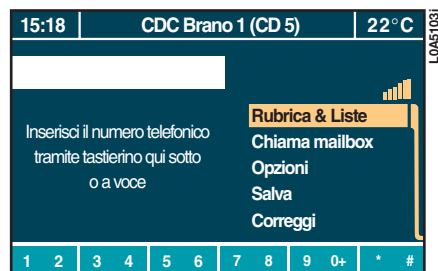 15:18 CDC Brano 1 (CD 5) 22°C
L0A5103i
Inserisci il numero telefonico
tramite tastierino qui sotto
o a voce
Rubrica & Liste
Chiama mailbox
Opzioni
Salva
Correggi
1 2 3 4 5 6 7 8 9 0+ * #